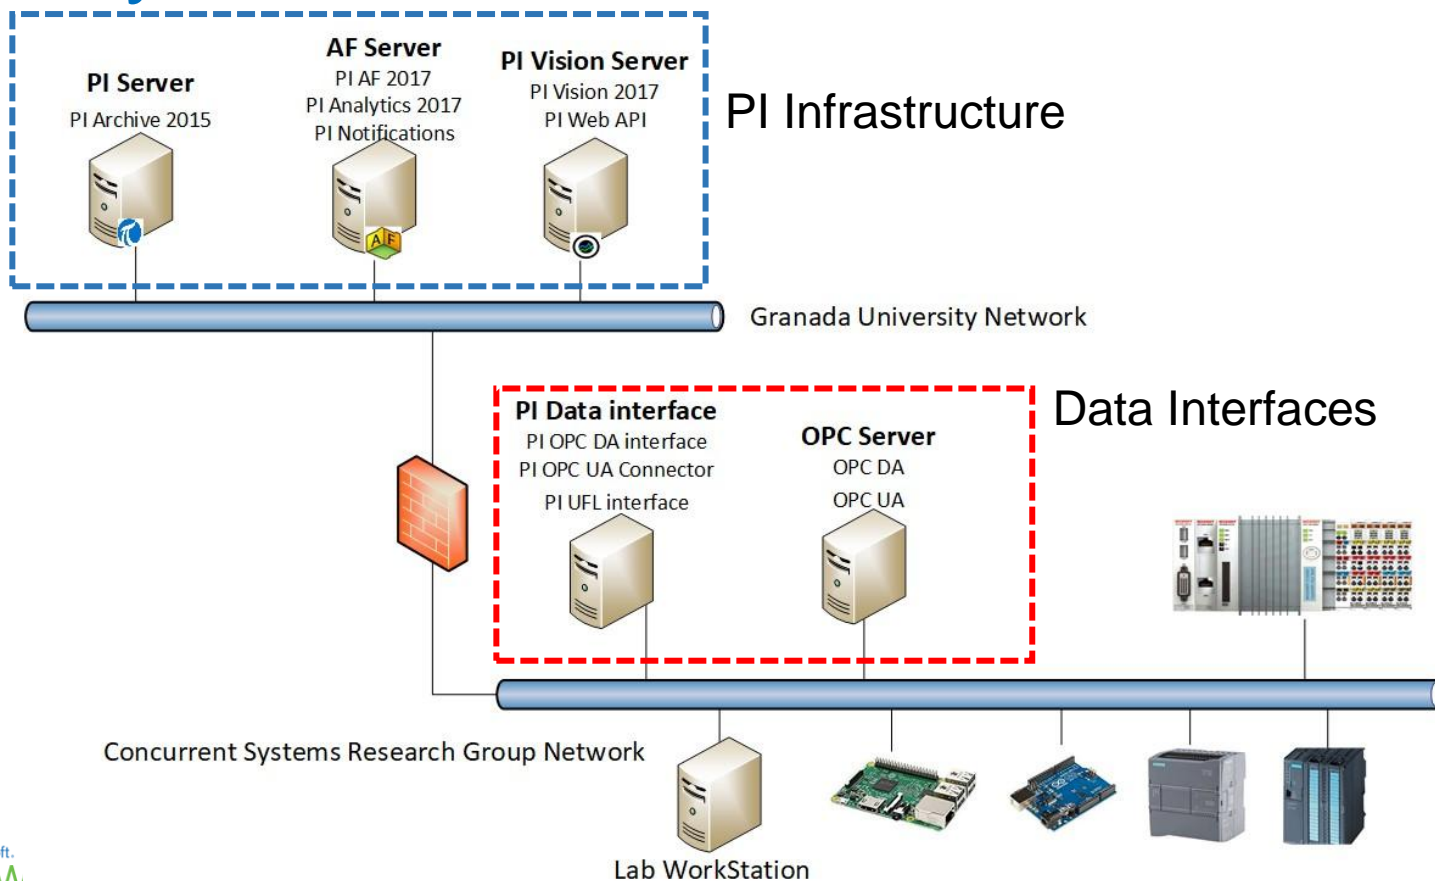 PI Server
PI Archive 2015
AF Server
PI AF 2017
PI Analytics 2017
PI Notifications
PI Vision Server
PI Vision 2017
PI Web API
PI Infrastructure
A F
Granada University Network
PI Data interface
PI OPC DA interface
PI OPC UA Connector
PI UFL interface
OPC Server
OPC DA
OPC UA
Data Interfaces
Concurrent Systems Research Group Network
Lab WorkStation
ft.